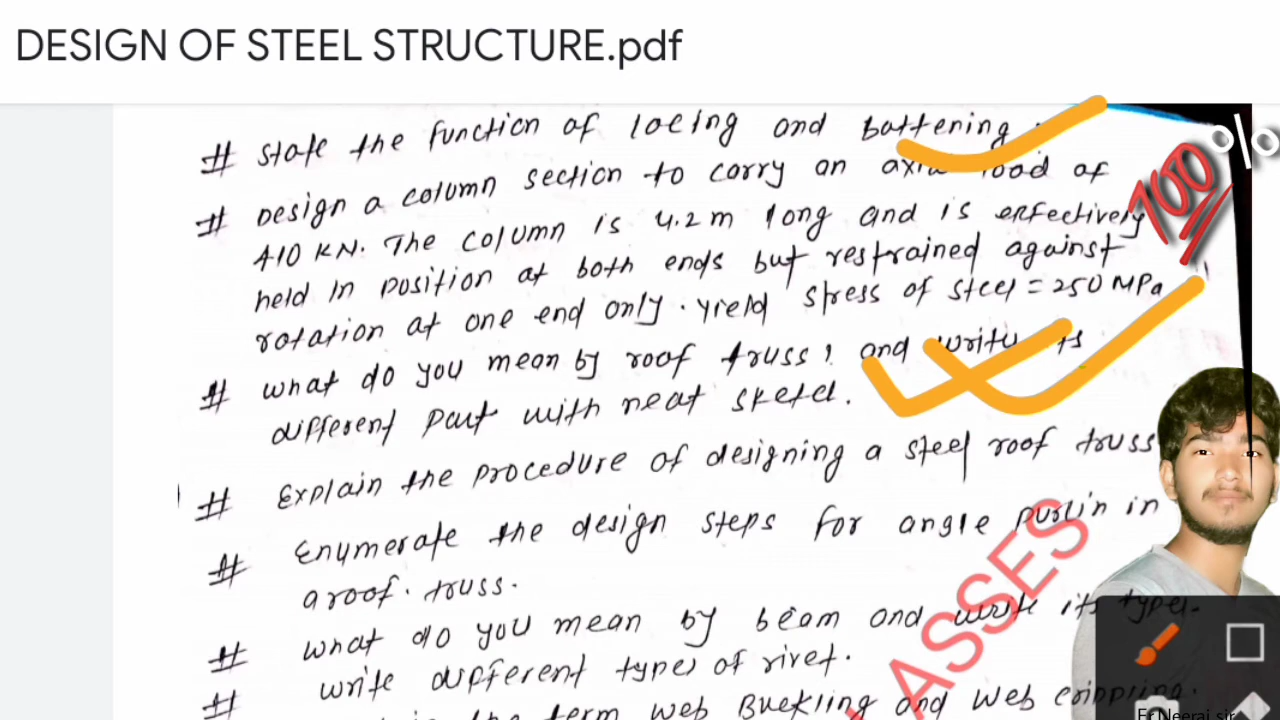 DESIGN OF STEEL STRUCTURE.pdf
# State the function of lacing and battening.
100%
# Design a column section to carry an axial load of
410 KN. The column is 4.2 m long and is effectively
held in position at both ends but restrained against
rotation at one end only. yield stress of steel = 250 MPa
# what do you mean by roof truss? and write its
different part with neat sketch.
# Explain the procedure of designing a steel roof truss
# Enumerate the design steps for angle purlin in
a roof. truss.
# what do you mean by beam and write its type.
# write different types of rivet.
the term web Buckling and web crippling.
ASSES
Er Neeraj sir